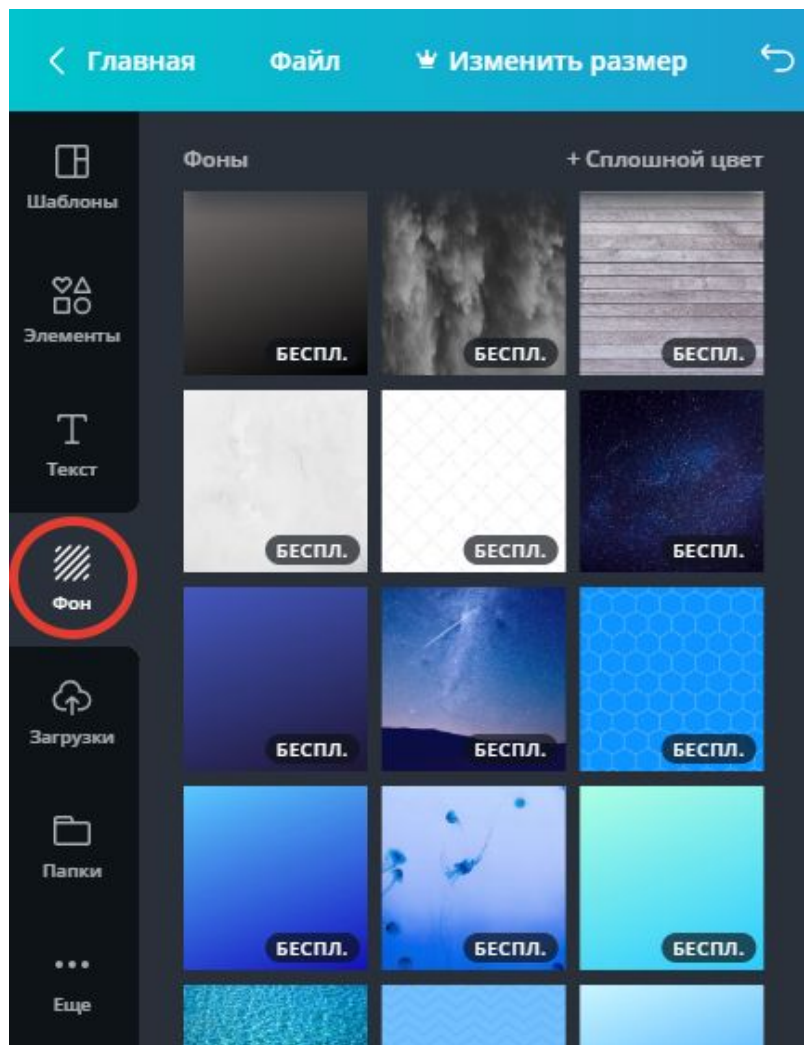 Главная Файл Изменить размер
Фоны + Сплошной цвет
Шаблоны
БЕСПЛ. БЕСПЛ. БЕСПЛ.
Элементы
Текст
БЕСПЛ. БЕСПЛ. БЕСПЛ.
Фон
БЕСПЛ. БЕСПЛ. БЕСПЛ.
Загрузки
Папки
БЕСПЛ. БЕСПЛ. БЕСПЛ.
Еще